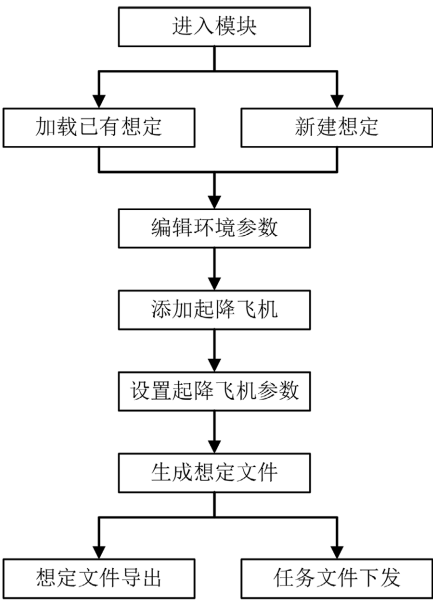 进入模块
加载已有想定
新建想定
编辑环境参数
添加起降飞机
设置起降飞机参数
生成想定文件
想定文件导出
任务文件下发